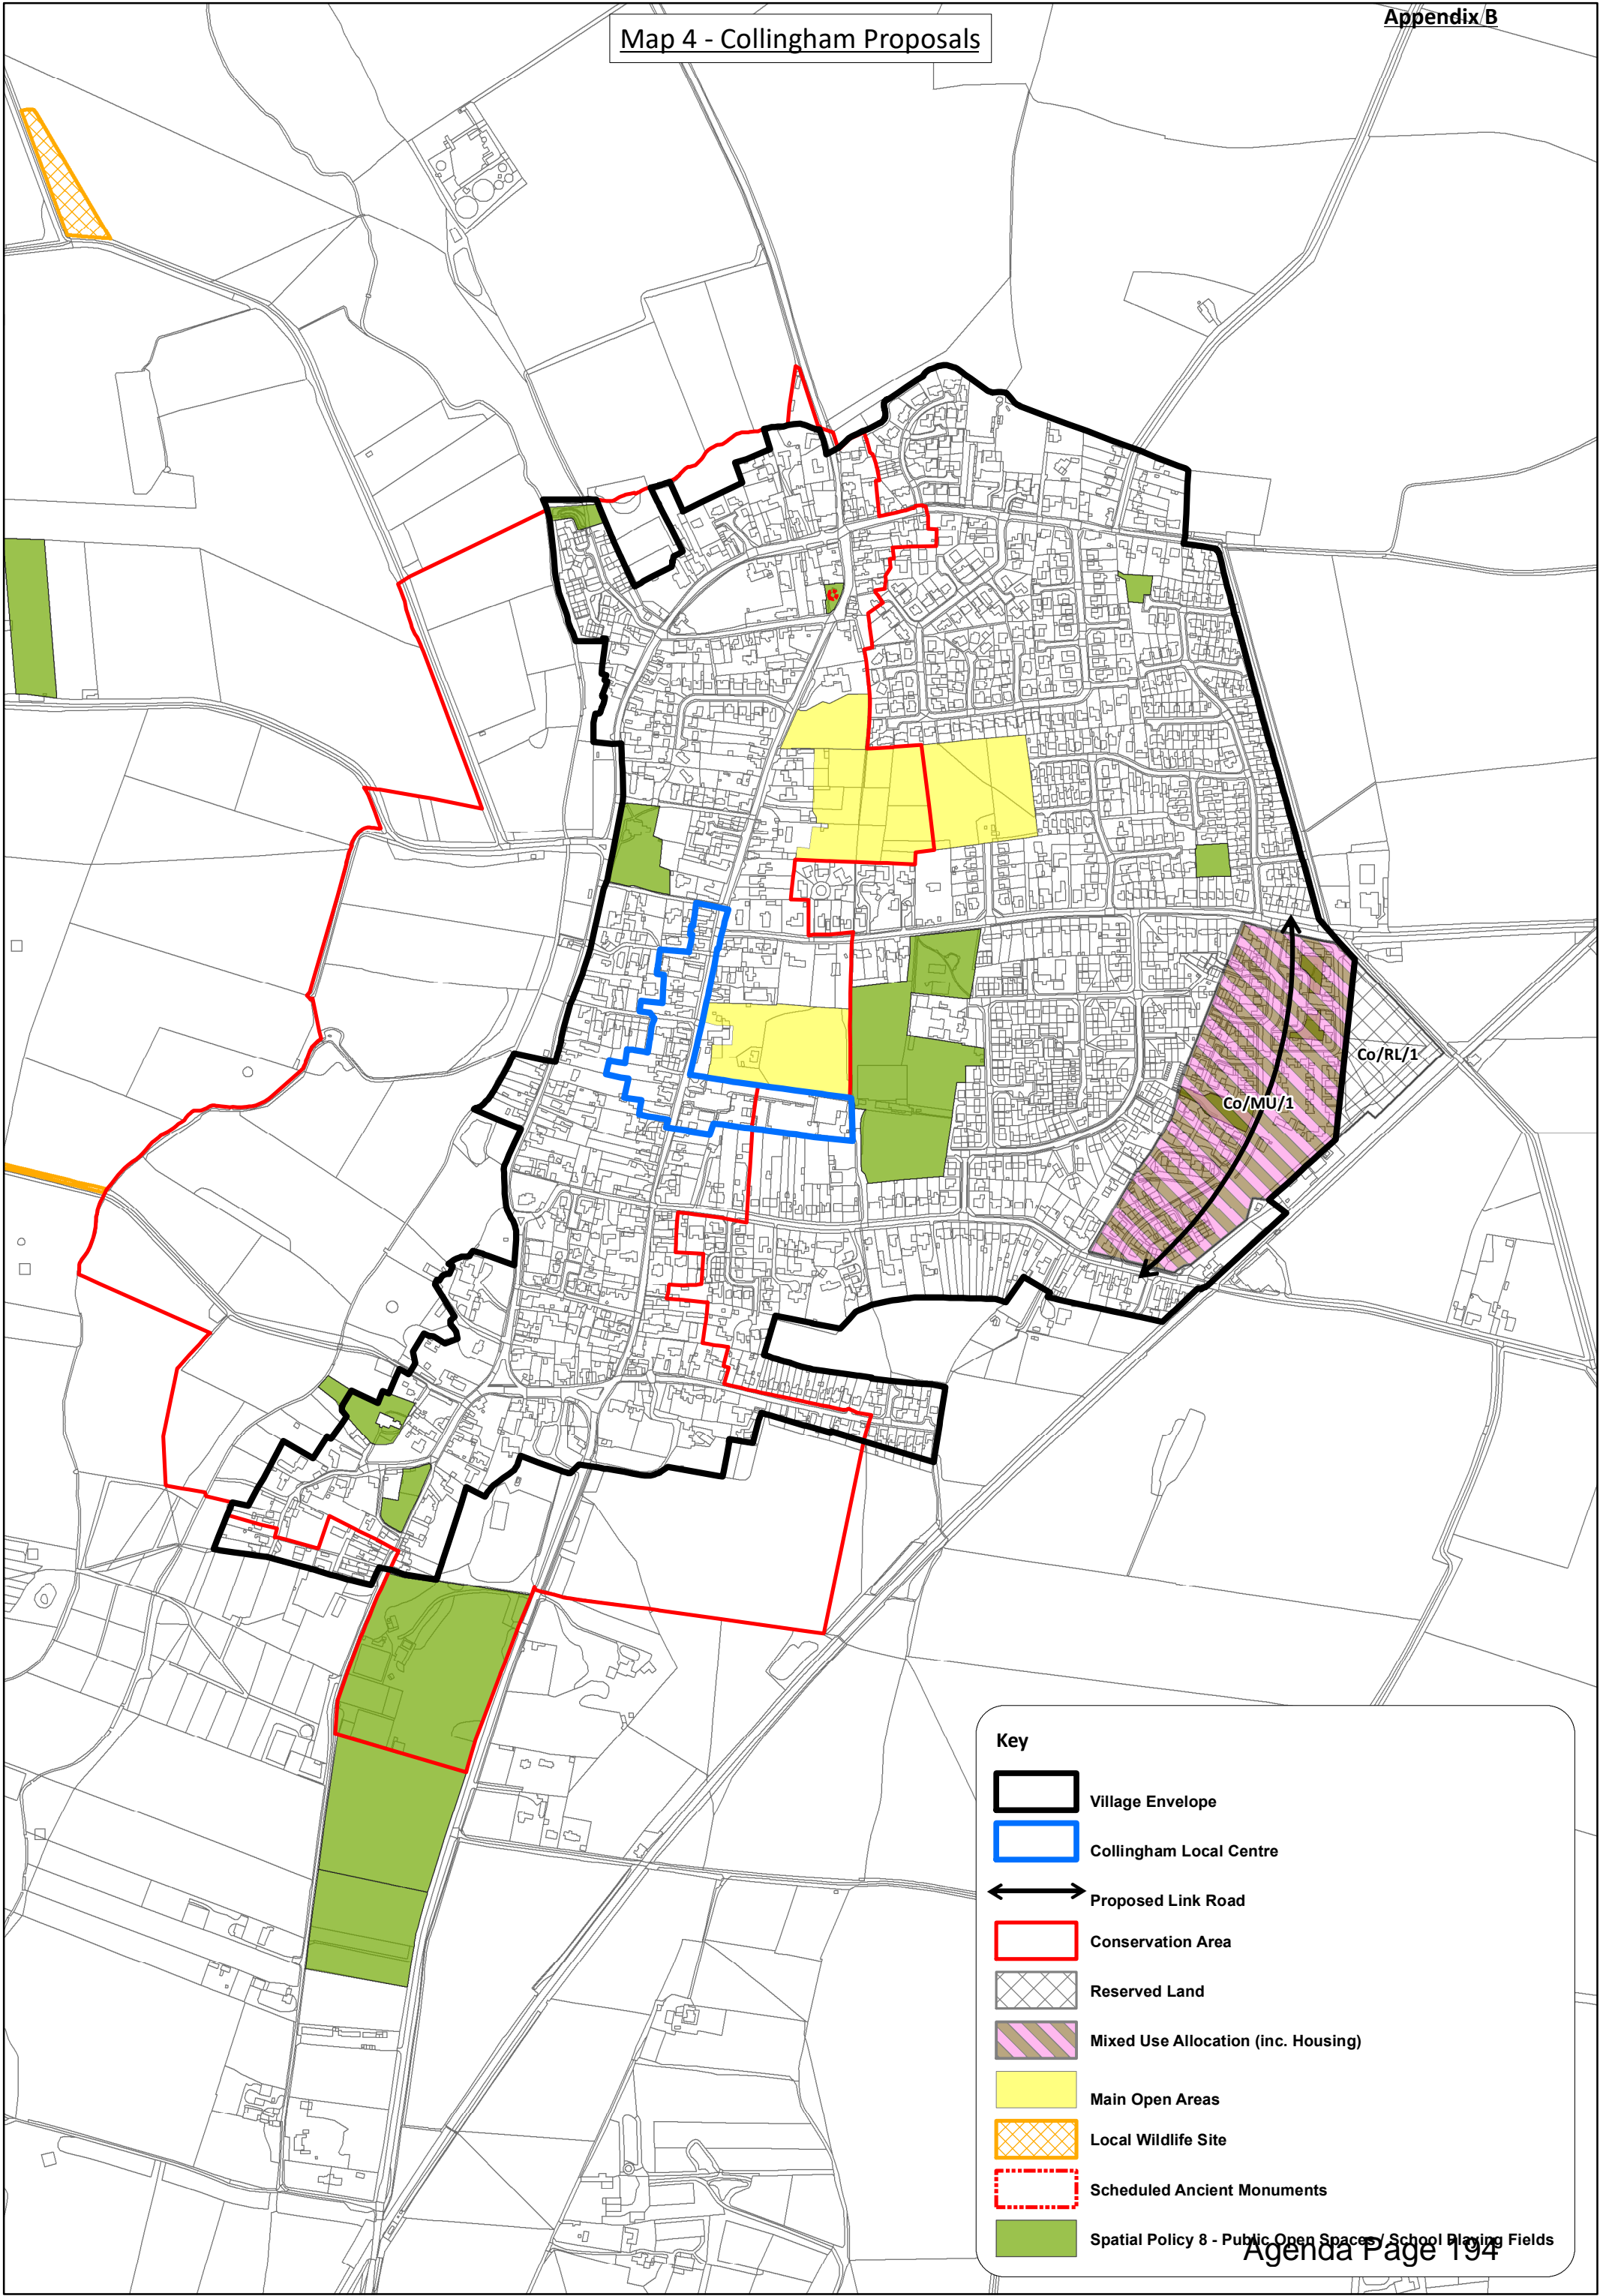 Appendix B
Map 4 - Collingham Proposals
Co/RL/1
Co/MU/1
Key
Village Envelope
Collingham Local Centre
Proposed Link Road
Conservation Area
Reserved Land
Mixed Use Allocation (inc. Housing)
Main Open Areas
Local Wildlife Site
Scheduled Ancient Monuments
Spatial Policy 8 - Public Open Spaces / School Playing Fields
Agenda Page 194